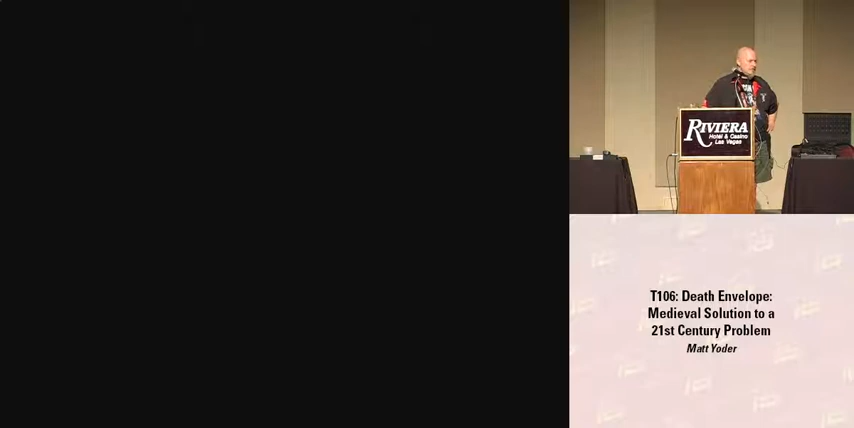 RIVIERA
Hotel & Casino
Las Vegas
T106: Death Envelope:
Medieval Solution to a
21st Century Problem
Matt Yoder